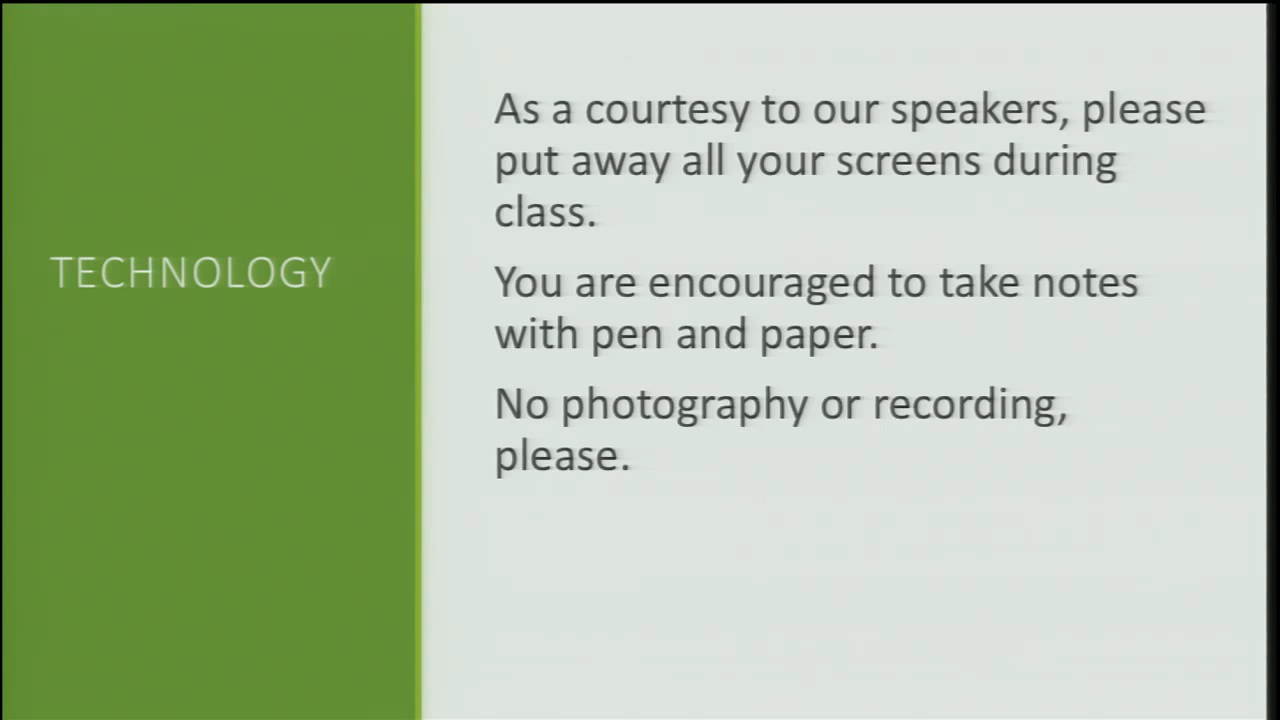 TECHNOLOGY
As a courtesy to our speakers, please
put away all your screens during
class.
You are encouraged to take notes
with pen and paper.
No photography or recording,
please.